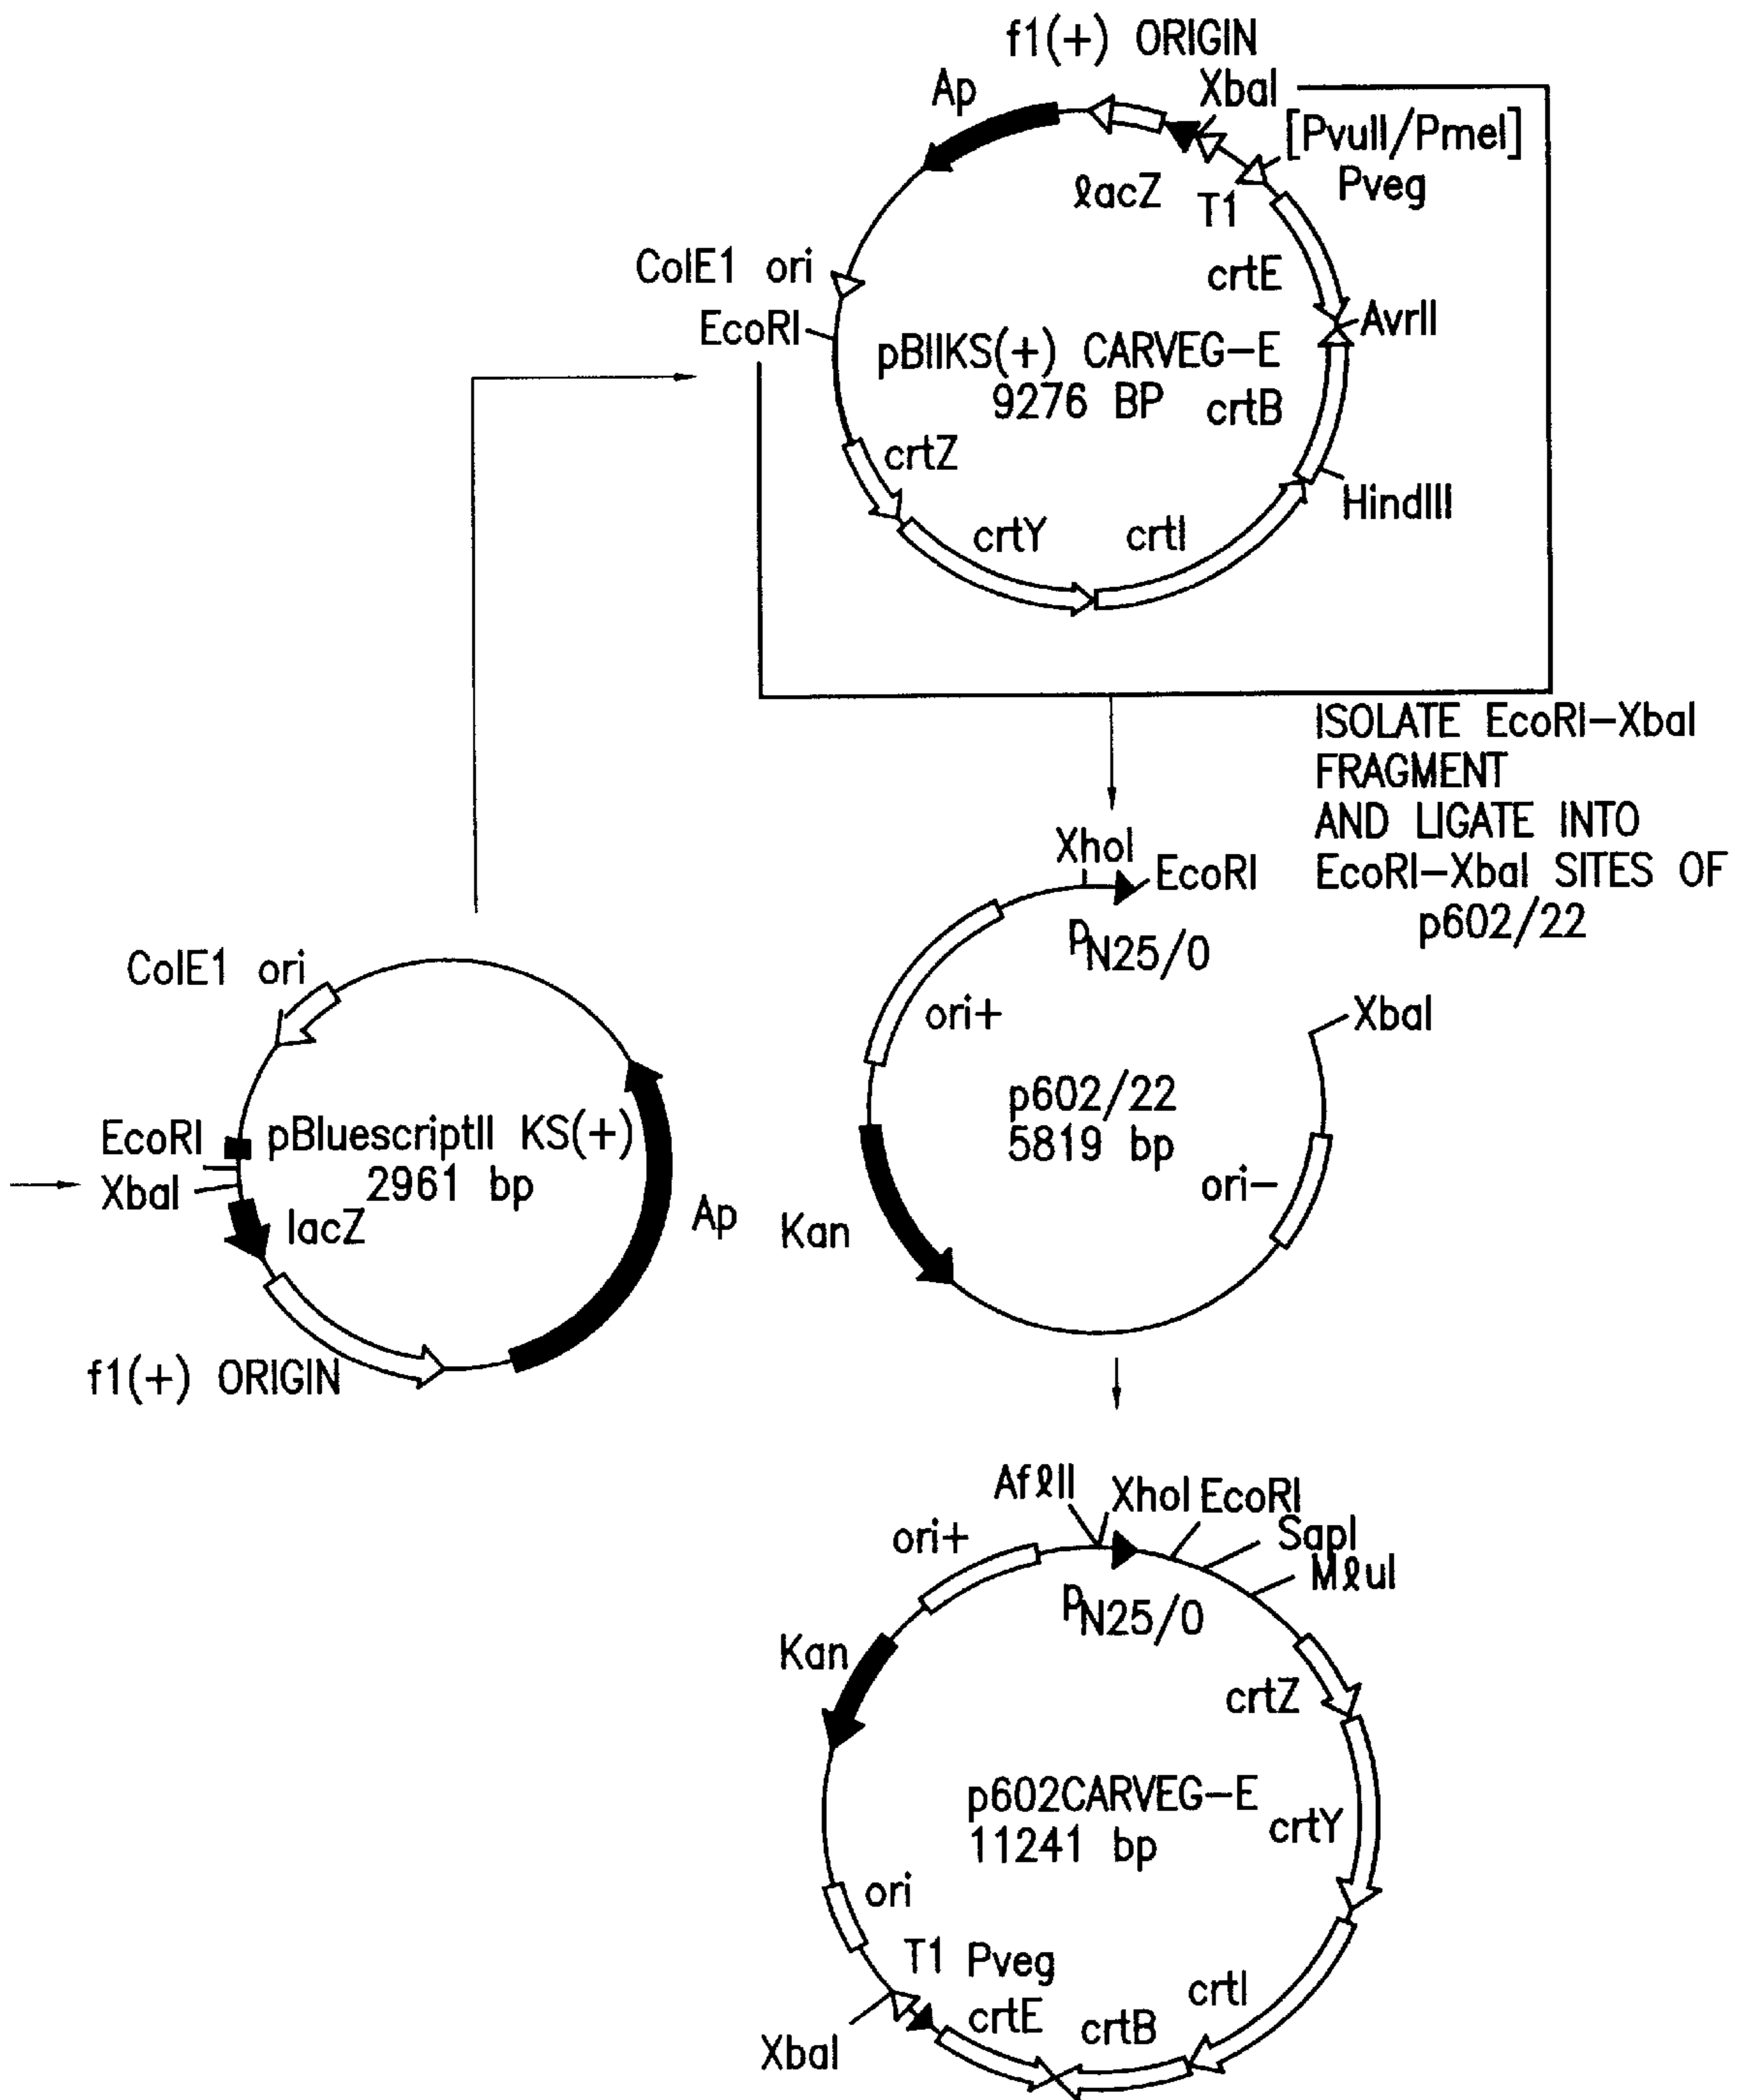 f1(+) ORIGIN
Ap
XbaI
[PvuII/PmeI]
Pveg
lacZ
T1
ColE1 ori
crtE
EcoRI
AvrII
pBIIKS(+) CARVEG-E
9276 BP
crtB
crtZ
HindIII
crtY
crtI
ISOLATE EcoRI-XbaI
FRAGMENT
AND LIGATE INTO
EcoRI-XbaI SITES OF
p602/22
XhoI
EcoRI
PN25/0
ColE1 ori
ori+
XbaI
p602/22
5819 bp
EcoRI
pBluescriptII KS(+)
XbaI
2961 bp
ori-
lacZ
Ap
Kan
f1(+) ORIGIN
AflII
XhoI
EcoRI
ori+
SapI
MluI
PN25/0
Kan
crtZ
p602CARVEG-E
11241 bp
crtY
ori
T1
Pveg
crtI
crtE
crtB
XbaI